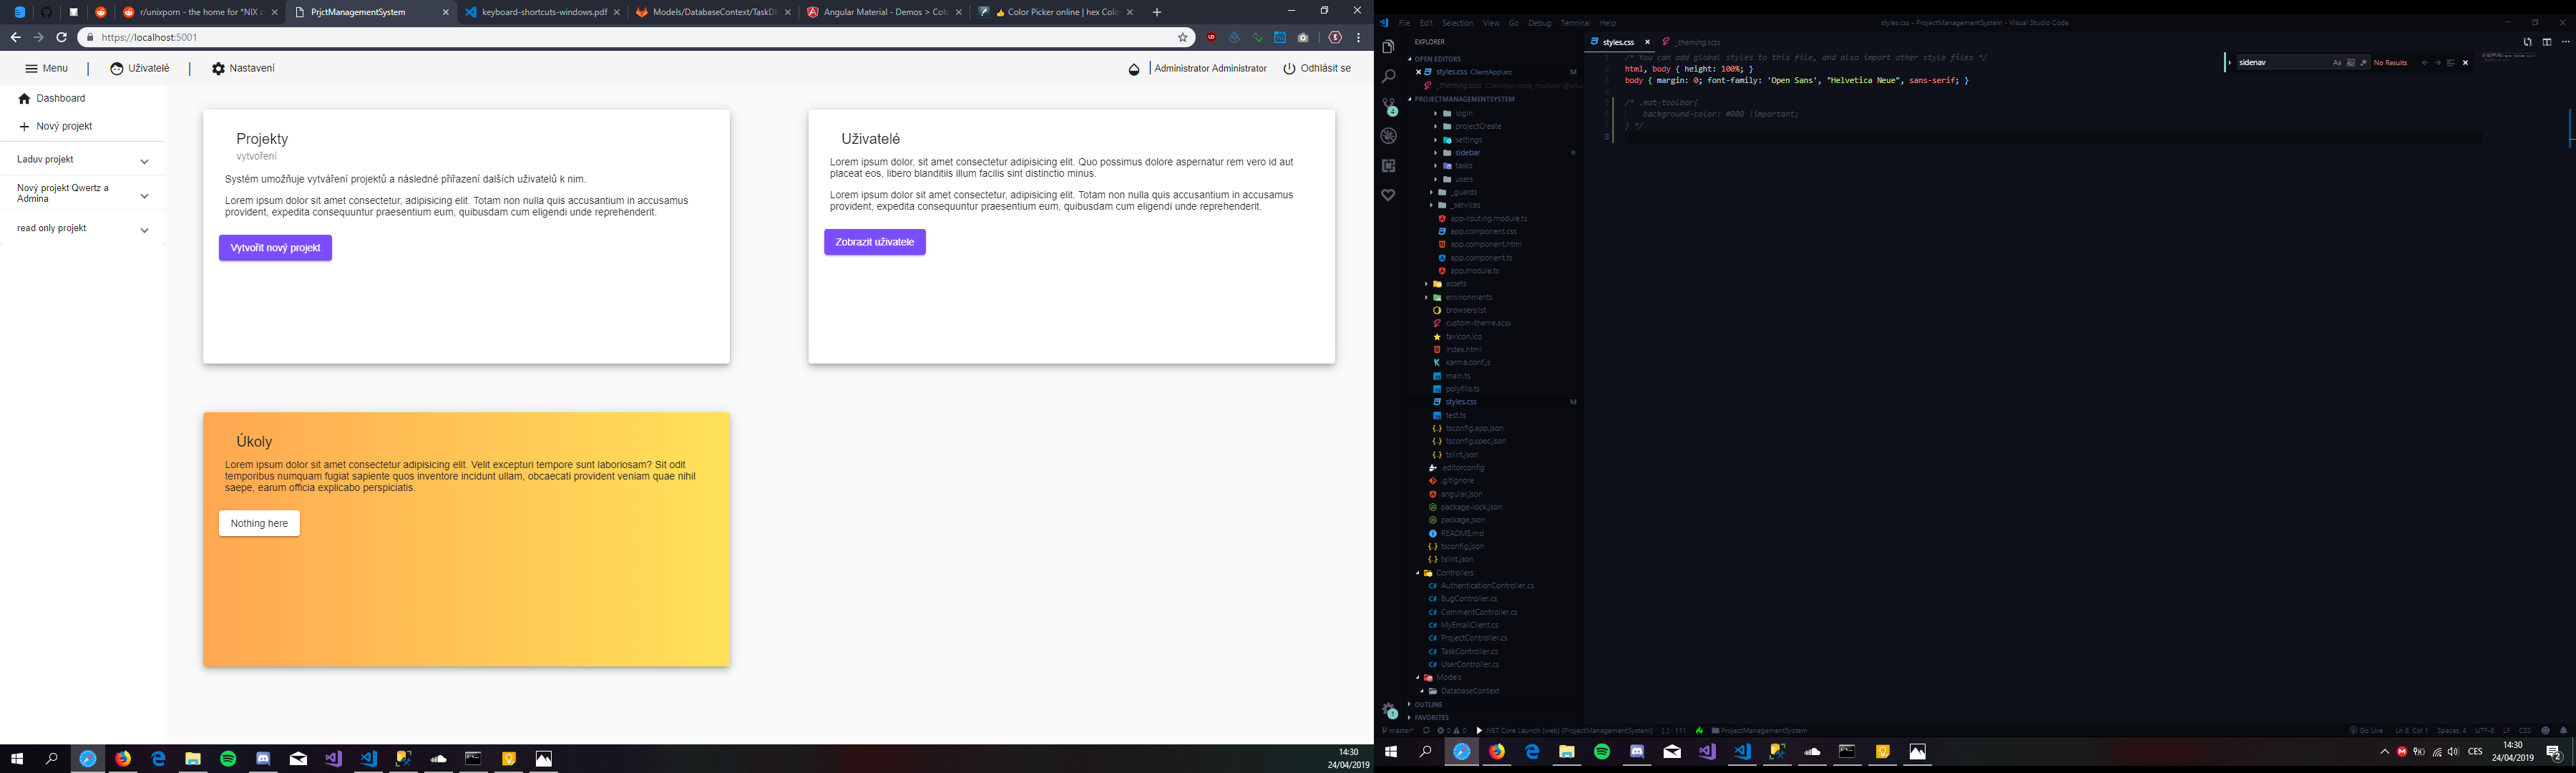 r/unixporn - the home for *NIX c
PrjctManagementSystem
keyboard-shortcuts-windows.pdf
Models/DatabaseContext/TaskDb
Angular Material - Demos > Colo
Color Picker online | hex Colo
https://localhost:5001
Menu
Uživatelé
Nastavení
Administrator Administrator
Odhlásit se
Dashboard
Nový projekt
Laduv projekt
Nový projekt Qwertz a
Admina
read only projekt
Projekty
vytvoření
Systém umožňuje vytváření projektů a následné přiřazení dalších uživatelů k nim.
Lorem ipsum dolor sit amet consectetur, adipisicing elit. Totam non nulla quis accusantium in accusamus
provident, expedita consequuntur praesentium eum, quibusdam cum eligendi unde reprehenderit.
Vytvořit nový projekt
Uživatelé
Lorem ipsum dolor, sit amet consectetur adipisicing elit. Quo possimus dolore aspernatur rem vero id aut
placeat eos, libero blanditiis illum facilis sint distinctio minus.
Lorem ipsum dolor sit amet consectetur, adipisicing elit. Totam non nulla quis accusantium in accusamus
provident, expedita consequuntur praesentium eum, quibusdam cum eligendi unde reprehenderit.
Zobrazit uživatele
Úkoly
Lorem ipsum dolor sit amet consectetur adipisicing elit. Velit excepturi tempore sunt laboriosam? Sit odit
temporibus numquam fugiat sapiente quos inventore incidunt ullam, obcaecati provident veniam quae nihil
saepe, earum officia explicabo perspiciatis.
Nothing here
14:30
24/04/2019
File Edit Selection View Go Debug Terminal Help
styles.css - ProjectManagementSystem - Visual Studio Code
EXPLORER
OPEN EDITORS
styles.css ClientApp\src M
_theming.scss
PROJECTMANAGEMENTSYSTEM
login
projectCreate
settings
sidebar
tasks
users
_guards
_services
app-routing.module.ts
app.component.css
app.component.html
app.component.ts
app.module.ts
assets
environments
browserslist
custom-theme.scss
favicon.ico
index.html
karma.conf.js
main.ts
polyfills.ts
styles.css M
test.ts
tsconfig.app.json
tsconfig.spec.json
tslint.json
.editorconfig
.gitignore
angular.json
package-lock.json
package.json
README.md
tsconfig.json
tslint.json
Controllers
AuthenticationController.cs
BugController.cs
CommentController.cs
MyEmailClient.cs
ProjectController.cs
TaskController.cs
UserController.cs
Models
DatabaseContext
OUTLINE
FAVORITES
styles.css
_theming.scss
1 /* You can add global styles to this file, and also import other style files */
2 html, body { height: 100%; }
3 body { margin: 0; font-family: 'Open Sans', "Helvetica Neue", sans-serif; }
4
5 /* .mat-toolbar{
6 background-color: #000 !important;
7 } */
8
sidenav
No Results
master*
0 0
.NET Core Launch (web) (ProjectManagementSystem)
ProjectManagementSystem
Go Live
Ln 8, Col 1
Spaces: 4
UTF-8
LF
CSS
CES
14:30
24/04/2019
2